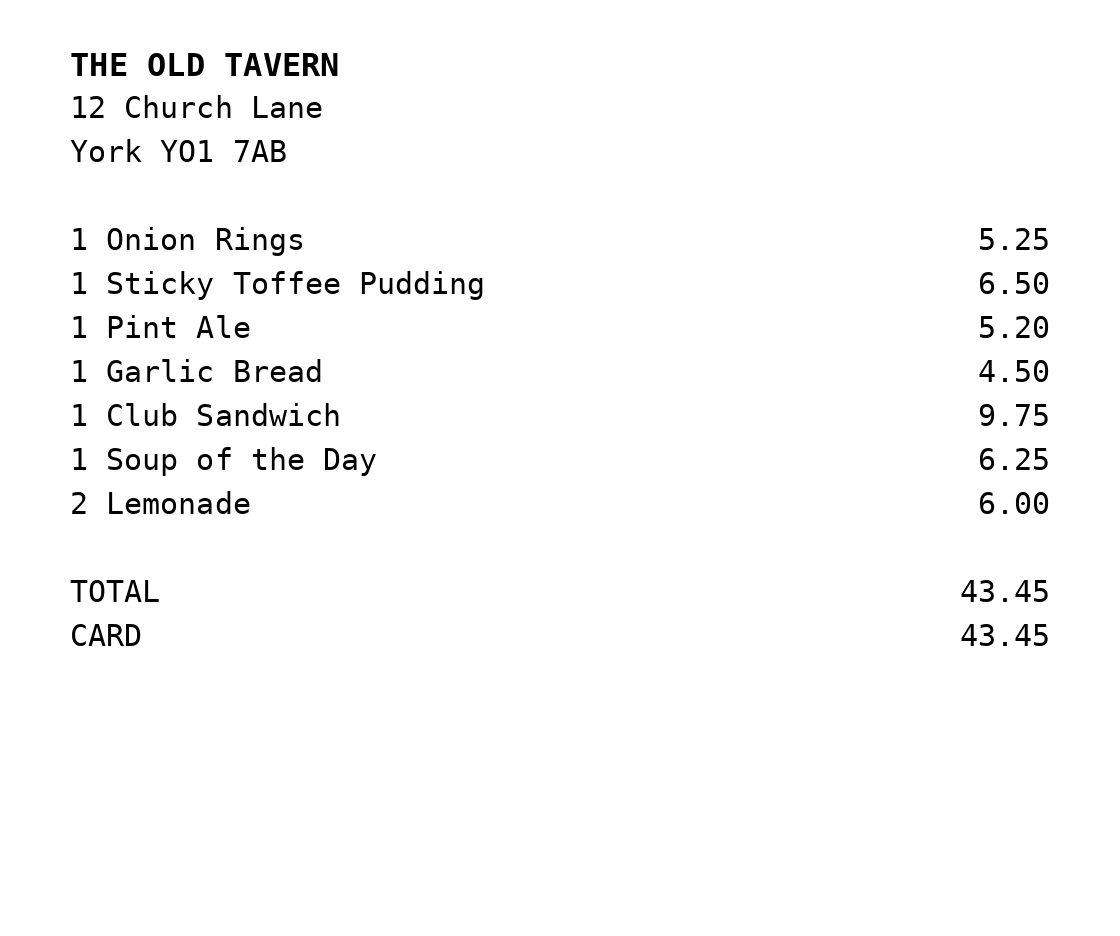 THE OLD TAVERN
12 Church Lane
York YO1 7AB
1 Onion Rings 5.25
1 Sticky Toffee Pudding 6.50
1 Pint Ale 5.20
1 Garlic Bread 4.50
1 Club Sandwich 9.75
1 Soup of the Day 6.25
2 Lemonade 6.00
TOTAL 43.45
CARD 43.45